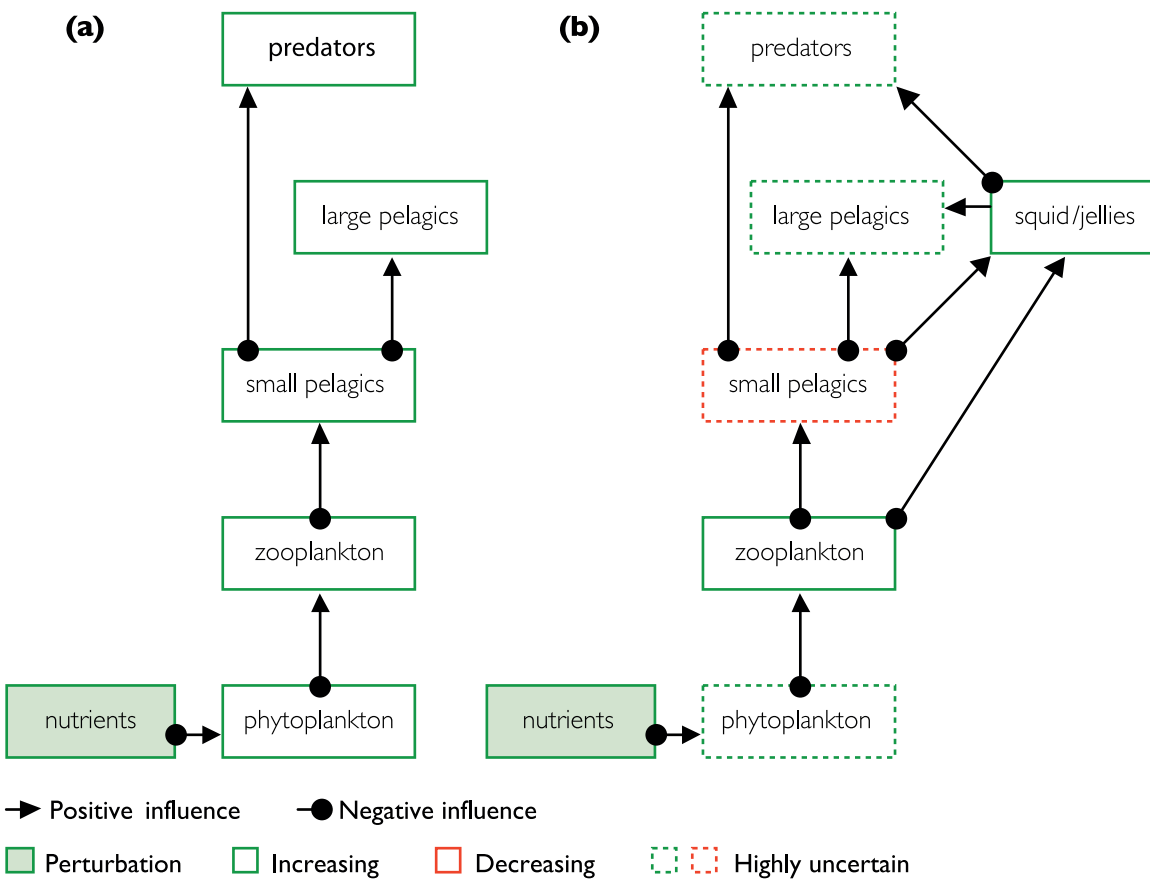 (a)
predators
large pelagics
small pelagics
zooplankton
nutrients
phytoplankton
(b)
predators
large pelagics
squid/jellies
small pelagics
zooplankton
nutrients
phytoplankton
Positive influence
Negative influence
Perturbation
Increasing
Decreasing
Highly uncertain